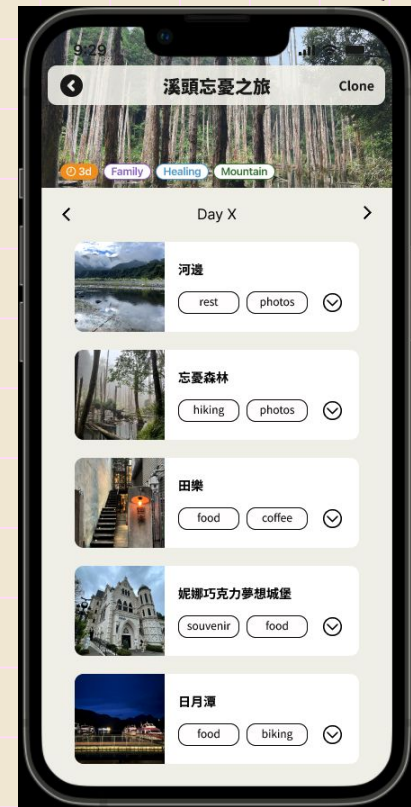 9:29
溪頭忘憂之旅 Clone
3d Family Healing Mountain
Day X
河邊
rest photos
忘憂森林
hiking photos
田樂
food coffee
妮娜巧克力夢想城堡
souvenir food
日月潭
food biking